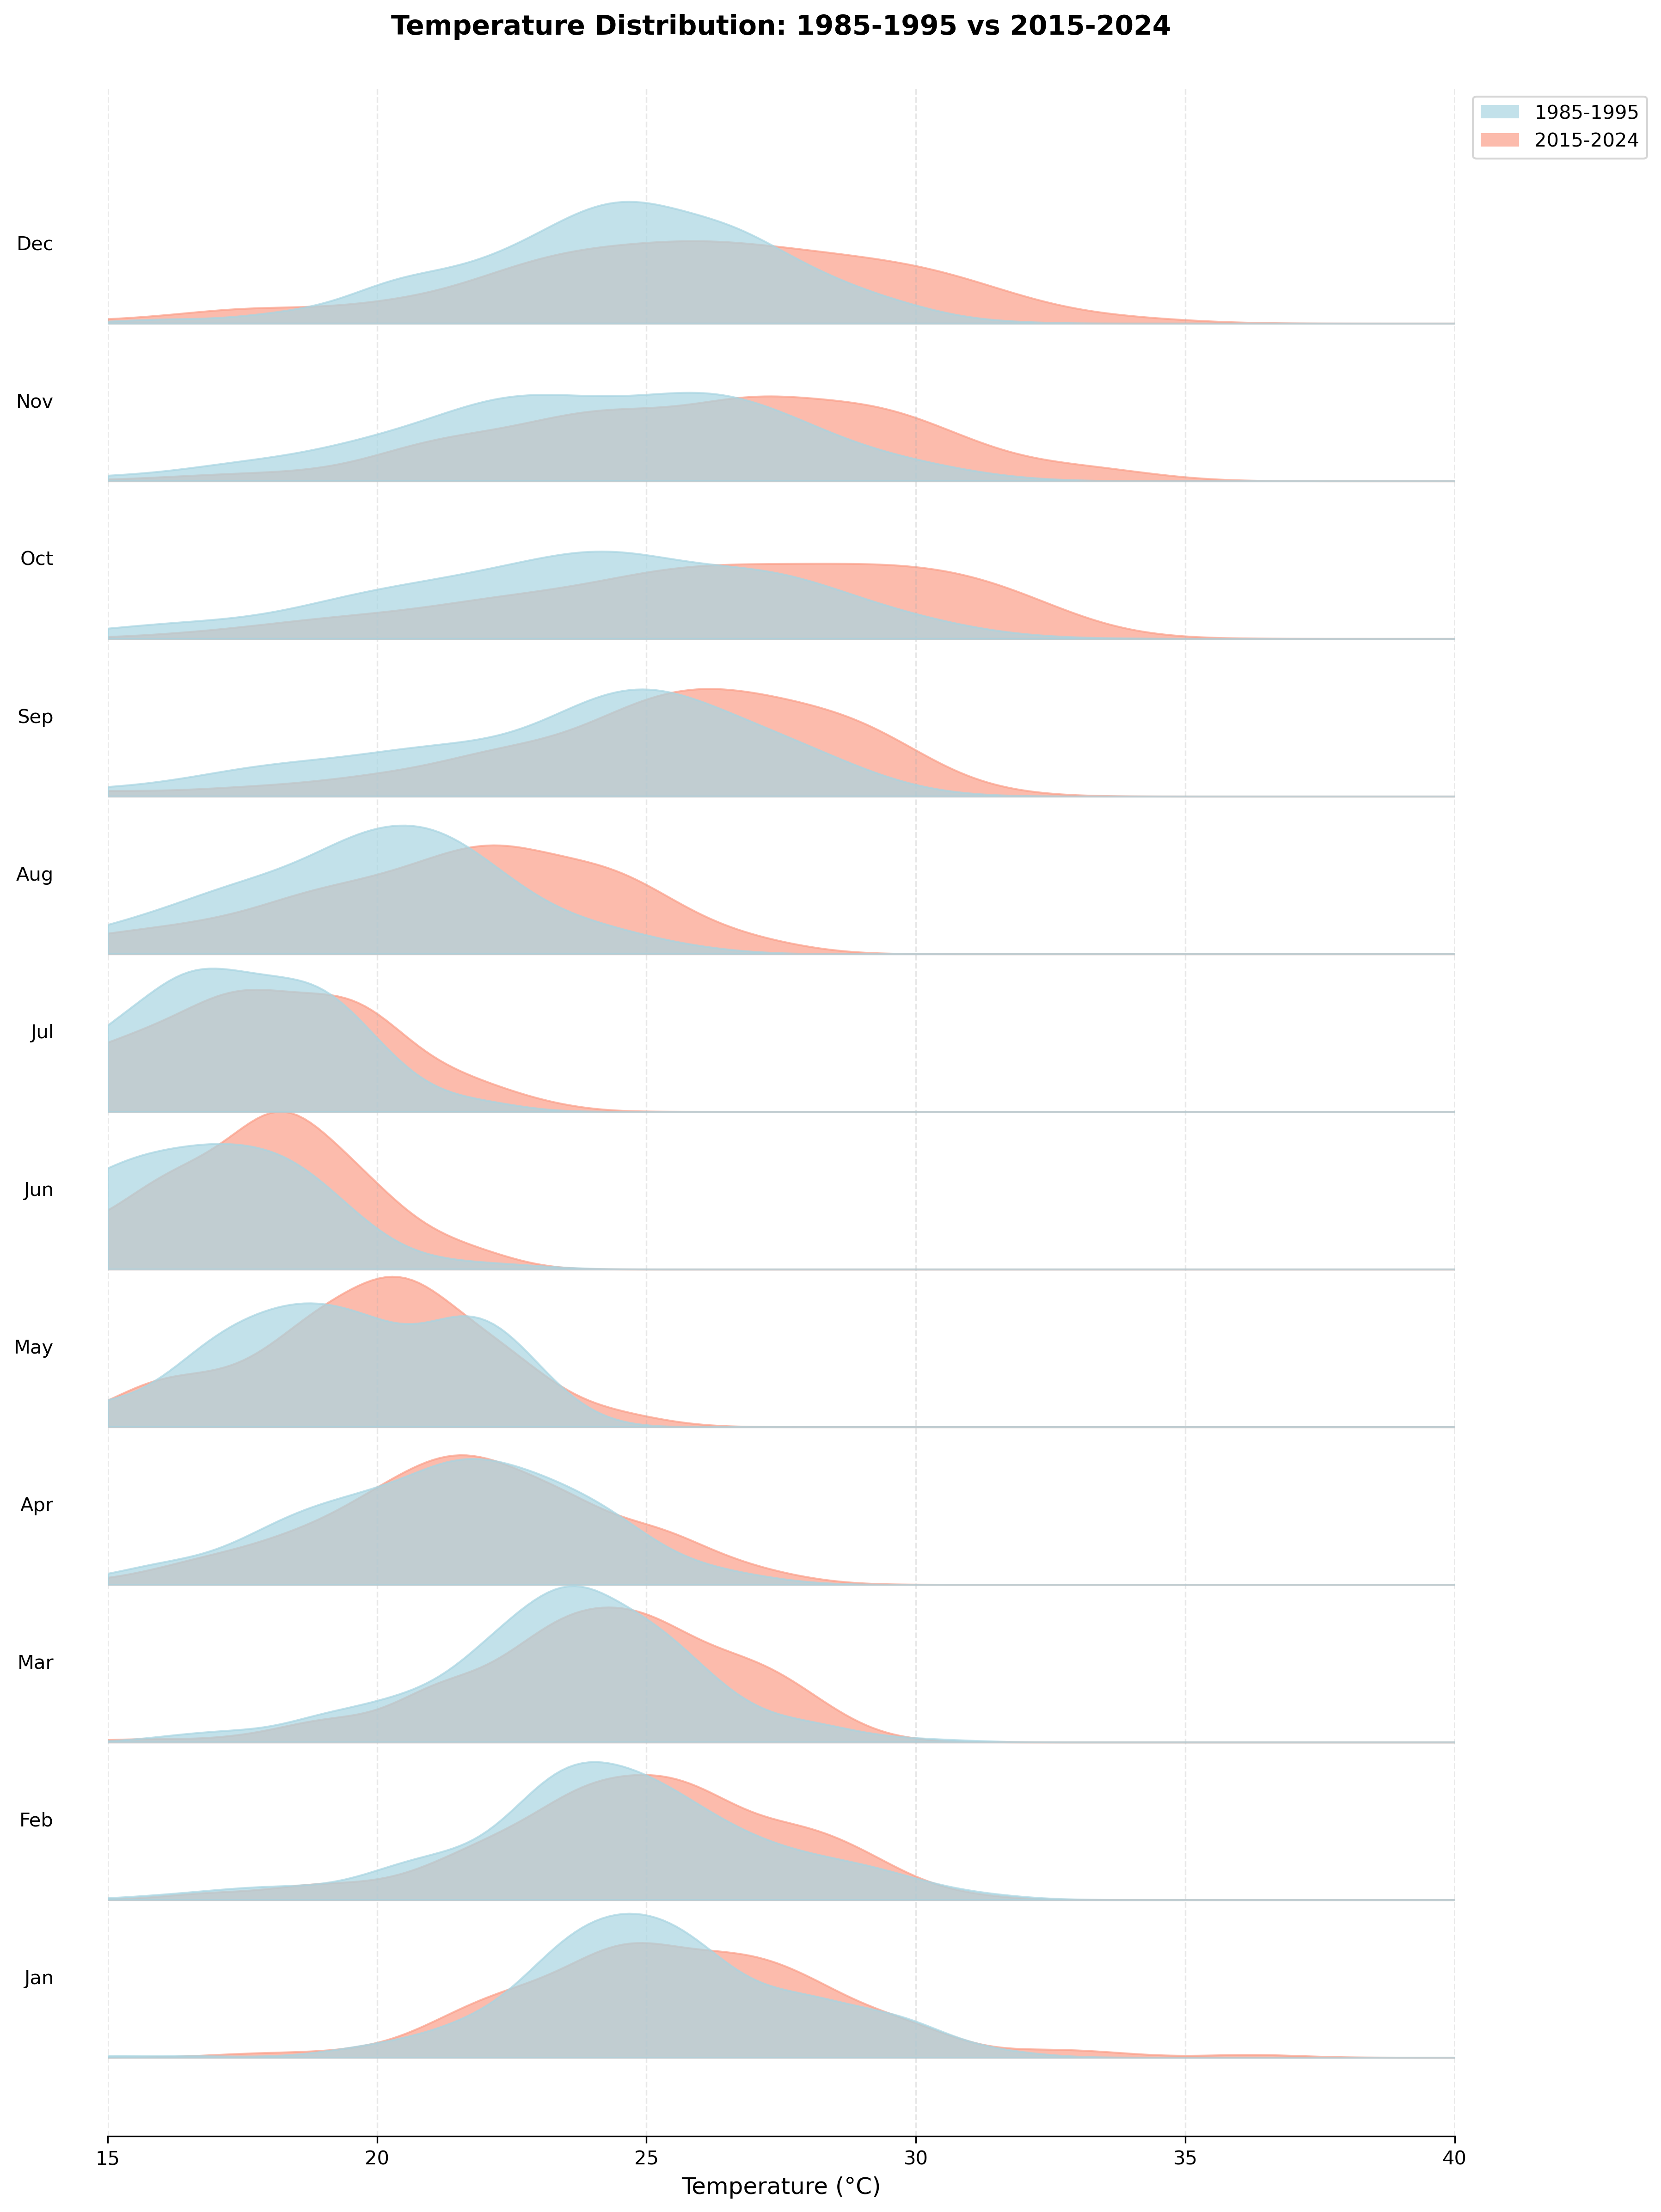 Temperature Distribution: 1985-1995 vs 2015-2024
1985-1995
2015-2024
Dec
Nov
Oct
Sep
Aug
Jul
Jun
May
Apr
Mar
Feb
Jan
15 20 25 30 35 40
Temperature (°C)